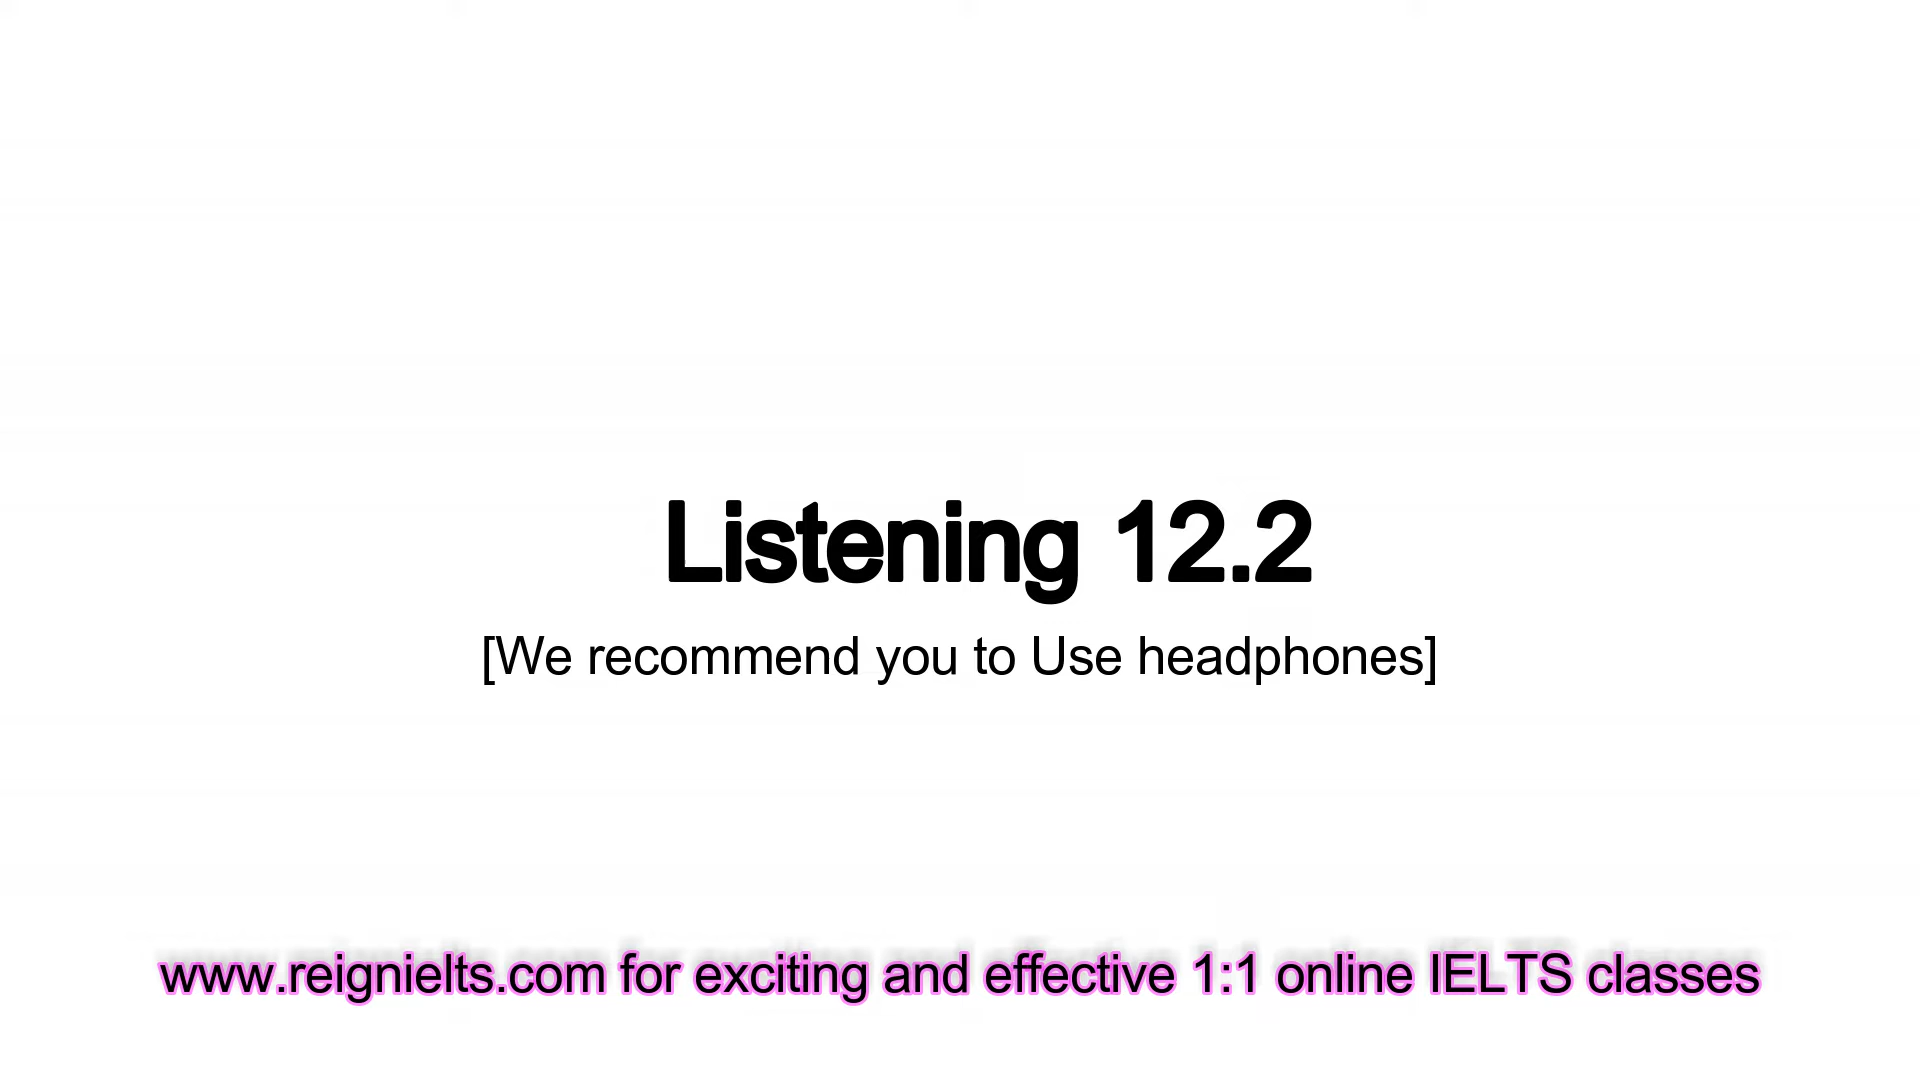 Listening 12.2
[We recommend you to Use headphones]
www.reignielts.com for exciting and effective 1:1 online IELTS classes